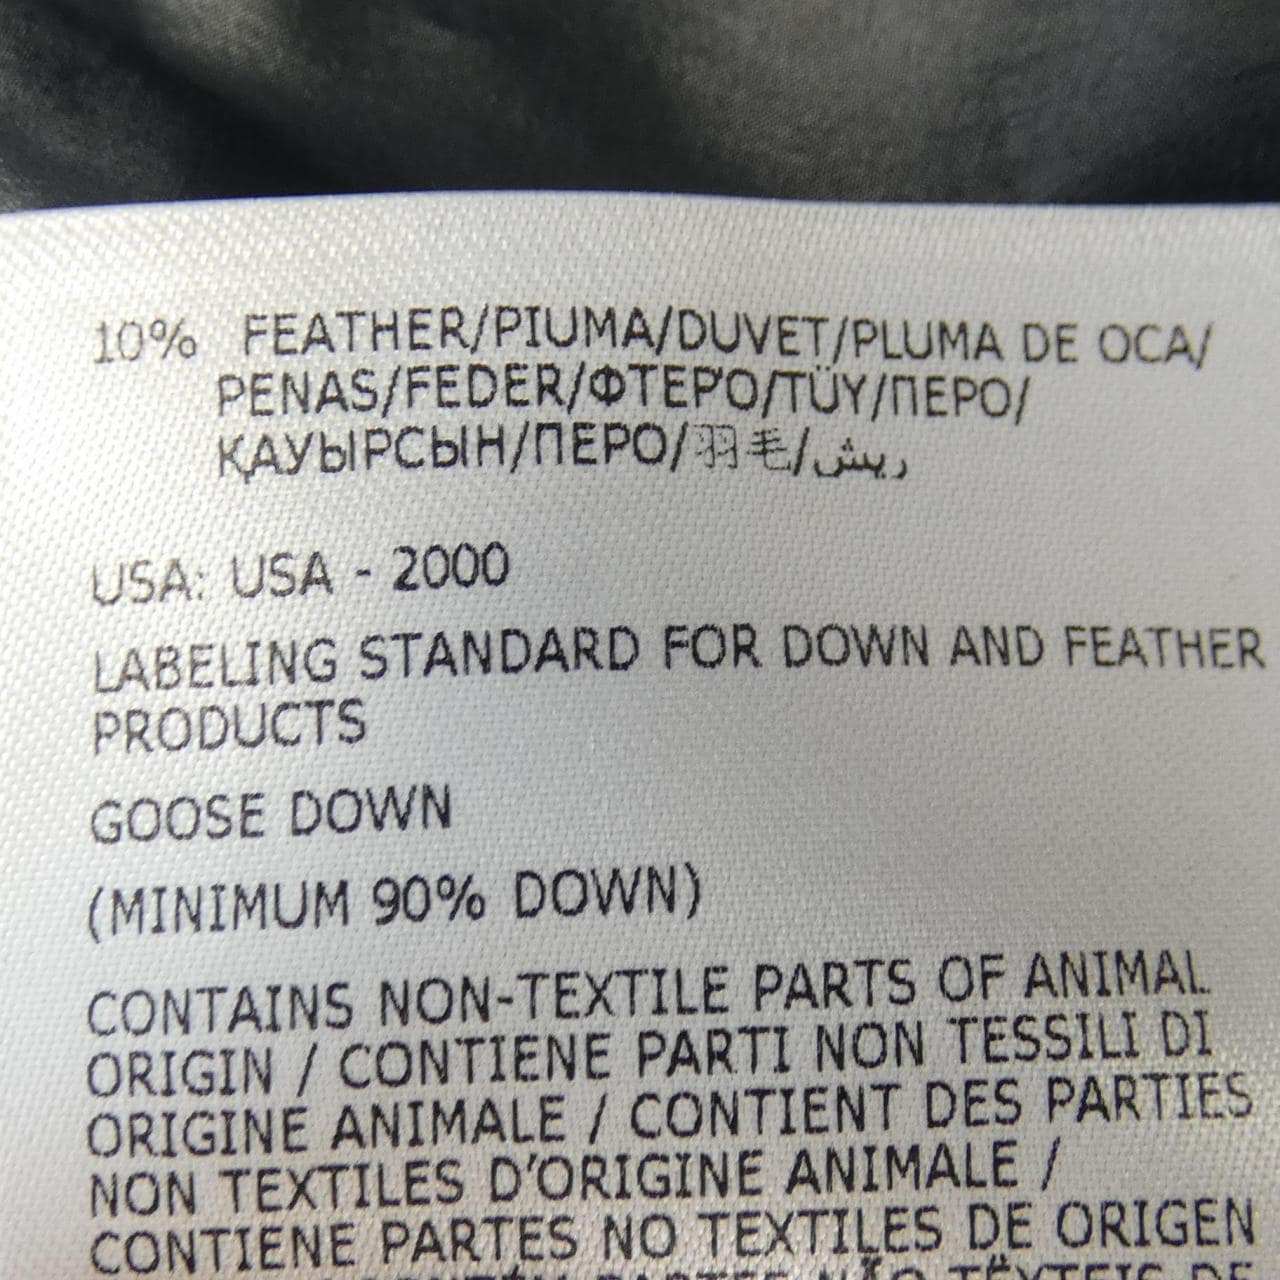 10% FEATHER/PIUMA/DUVET/PLUMA DE OCA/
PENAS/FEDER/ΦΤΕΡΌ/TÜY/ПЕРО/
ҚАУЫРСЫН/ПЕРО/羽毛/ريش
USA: USA - 2000
LABELING STANDARD FOR DOWN AND FEATHER
PRODUCTS
GOOSE DOWN
(MINIMUM 90% DOWN)
CONTAINS NON-TEXTILE PARTS OF ANIMAL
ORIGIN / CONTIENE PARTI NON TESSILI DI
ORIGINE ANIMALE / CONTIENT DES PARTIES
NON TEXTILES D'ORIGINE ANIMALE /
CONTIENE PARTES NO TEXTILES DE ORIGEN